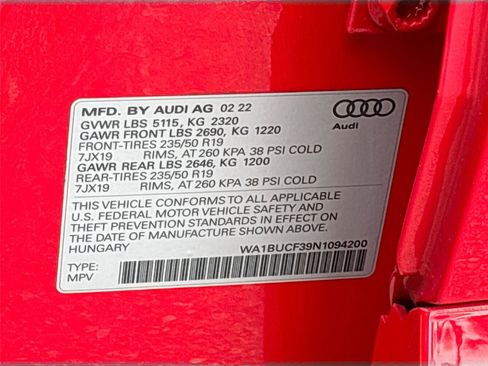 MFD. BY AUDI AG 02 22
GVWR LBS 5115, KG 2320
GAWR FRONT LBS 2690, KG 1220
FRONT-TIRES 235/50 R19
7JX19 RIMS, AT 260 KPA 38 PSI COLD
GAWR REAR LBS 2646, KG 1200
REAR-TIRES 235/50 R19
7JX19 RIMS, AT 260 KPA 38 PSI COLD
Audi
THIS VEHICLE CONFORMS TO ALL APPLICABLE
U.S. FEDERAL MOTOR VEHICLE SAFETY AND
THEFT PREVENTION STANDARDS IN EFFECT ON
THE DATE OF MANUFACTURE SHOWN ABOVE.
HUNGARY WA1BUCF39N1094200
TYPE:
MPV